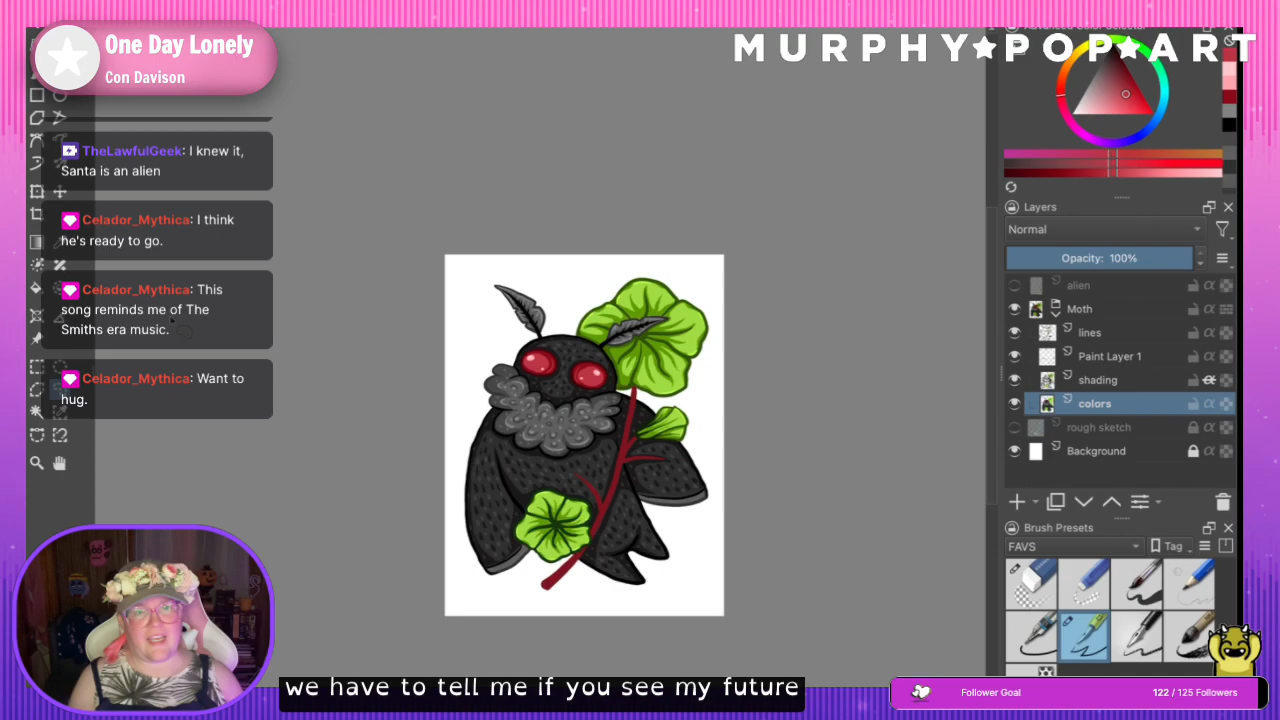 One Day Lonely
Con Davison
MURPHY★POP★ART
TheLawfulGeek: I knew it,
Santa is an alien
Celador_Mythica: I think
he's ready to go.
Celador_Mythica: This
song reminds me of The
Smiths era music.
Celador_Mythica: Want to
hug.
Layers
Normal
Opacity: 100%
alien
Moth
lines
Paint Layer 1
shading
colors
rough sketch
Background
Brush Presets
FAVS
Tag
we have to tell me if you see my future
Follower Goal
122 / 125 Followers